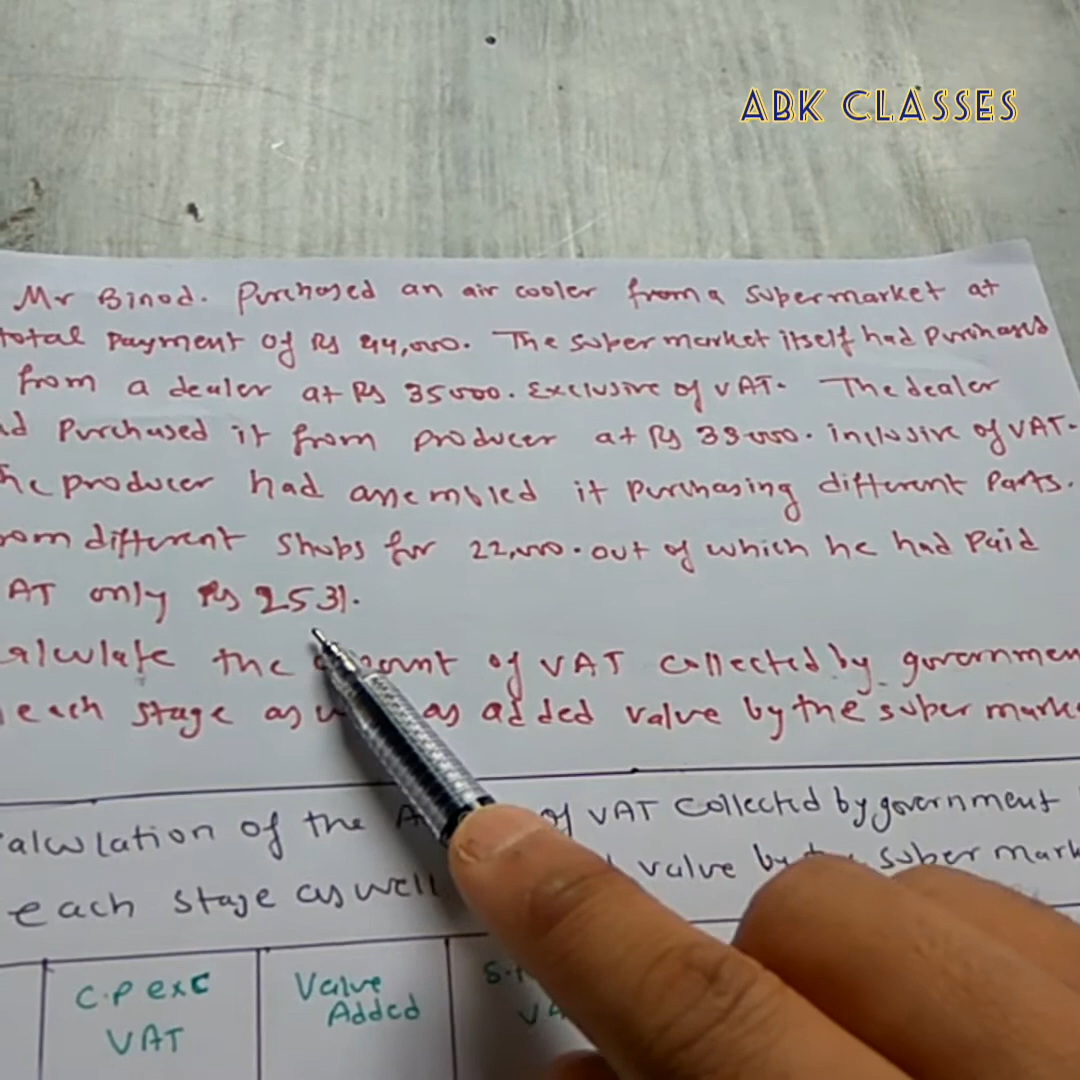 ABK CLASSES
Mr Binod. Purchased an air cooler from a supermarket at
total payment of Rs 44,000. The supermarket itself had Purchased
from a dealer at Rs 35000. Exclusive of VAT. The dealer
Purchased it from producer at Rs 33000. inclusive of VAT.
producer had assembled it purchasing different Parts.
different Shops for 22,000. out of which he had Paid
AT only Rs 2531.
the of VAT collected by governmen
each stage as as added value by the super mark
of the of VAT collected by government
each stage as well value by super mark
C.P exc Value
VAT Added